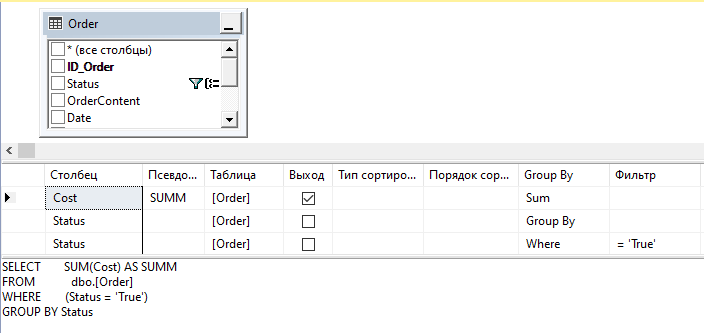 Order
* (все столбцы)
ID_Order
Status
OrderContent
Date
Столбец Псевдо... Таблица Выход Тип сортиро... Порядок сор... Group By Фильтр
Cost SUMM [Order] Sum
Status [Order] Group By
Status [Order] Where = 'True'
SELECT SUM(Cost) AS SUMM
FROM dbo.[Order]
WHERE (Status = 'True')
GROUP BY Status